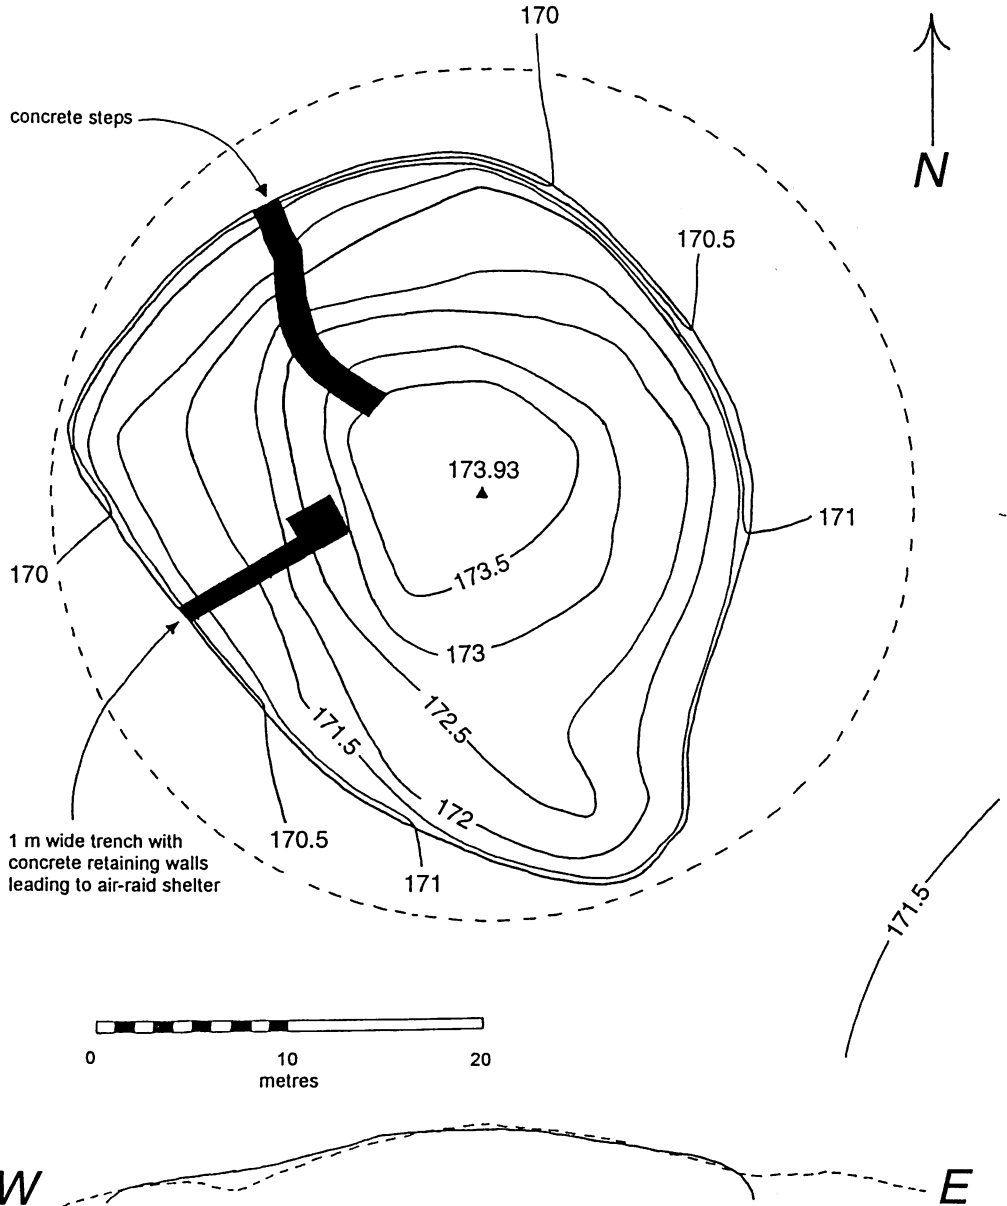 170
concrete steps
N
170.5
173.93
171
173.5
170
173
172.5
171.5
172
1 m wide trench with
concrete retaining walls
leading to air-raid shelter
170.5
171
171.5
0 10 20
metres
W E